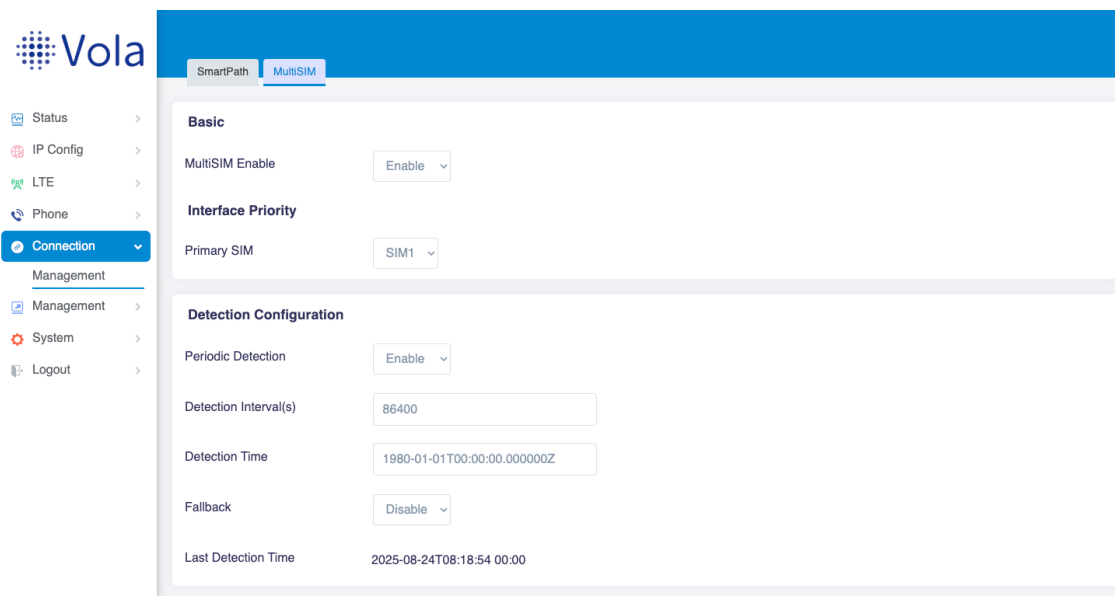 Vola
SmartPath MultiSIM
Status
IP Config
LTE
Phone
Connection
Management
Management
System
Logout
Basic
MultiSIM Enable Enable
Interface Priority
Primary SIM SIM1
Detection Configuration
Periodic Detection Enable
Detection Interval(s) 86400
Detection Time 1980-01-01T00:00:00.000000Z
Fallback Disable
Last Detection Time 2025-08-24T08:18:54 00:00